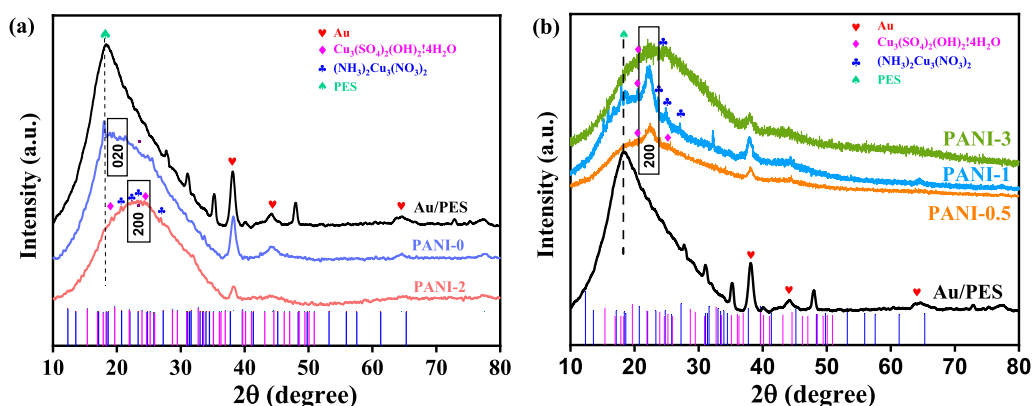 (a)
Au
Cu3(SO4)2(OH)2!4H2O
(NH3)2Cu3(NO3)2
PES
020
200
Au/PES
PANI-0
PANI-2
Intensity (a.u.)
10 20 30 40 50 60 70 80
2θ (degree)
(b)
Au
Cu3(SO4)2(OH)2!4H2O
(NH3)2Cu3(NO3)2
PES
200
PANI-3
PANI-1
PANI-0.5
Au/PES
Intensity (a.u.)
10 20 30 40 50 60 70 80
2θ (degree)